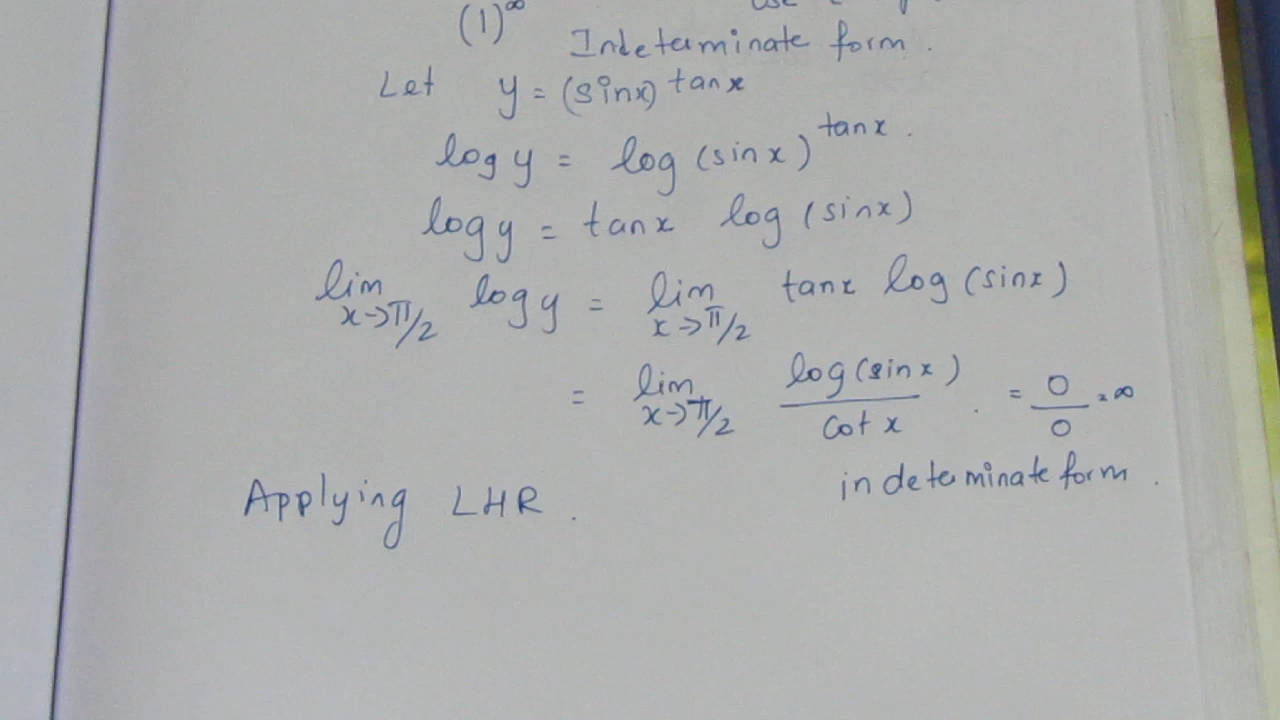 (1)^∞
Indeterminate form.
Let y = (sinx)^tanx
log y = log (sinx)^tanx.
log y = tanx log (sinx)
lim x→π/2 log y = lim x→π/2 tanx log (sinx)
= lim x→π/2 log (sinx) / cot x . = 0/0 = ∞
indeterminate form.
Applying LHR.